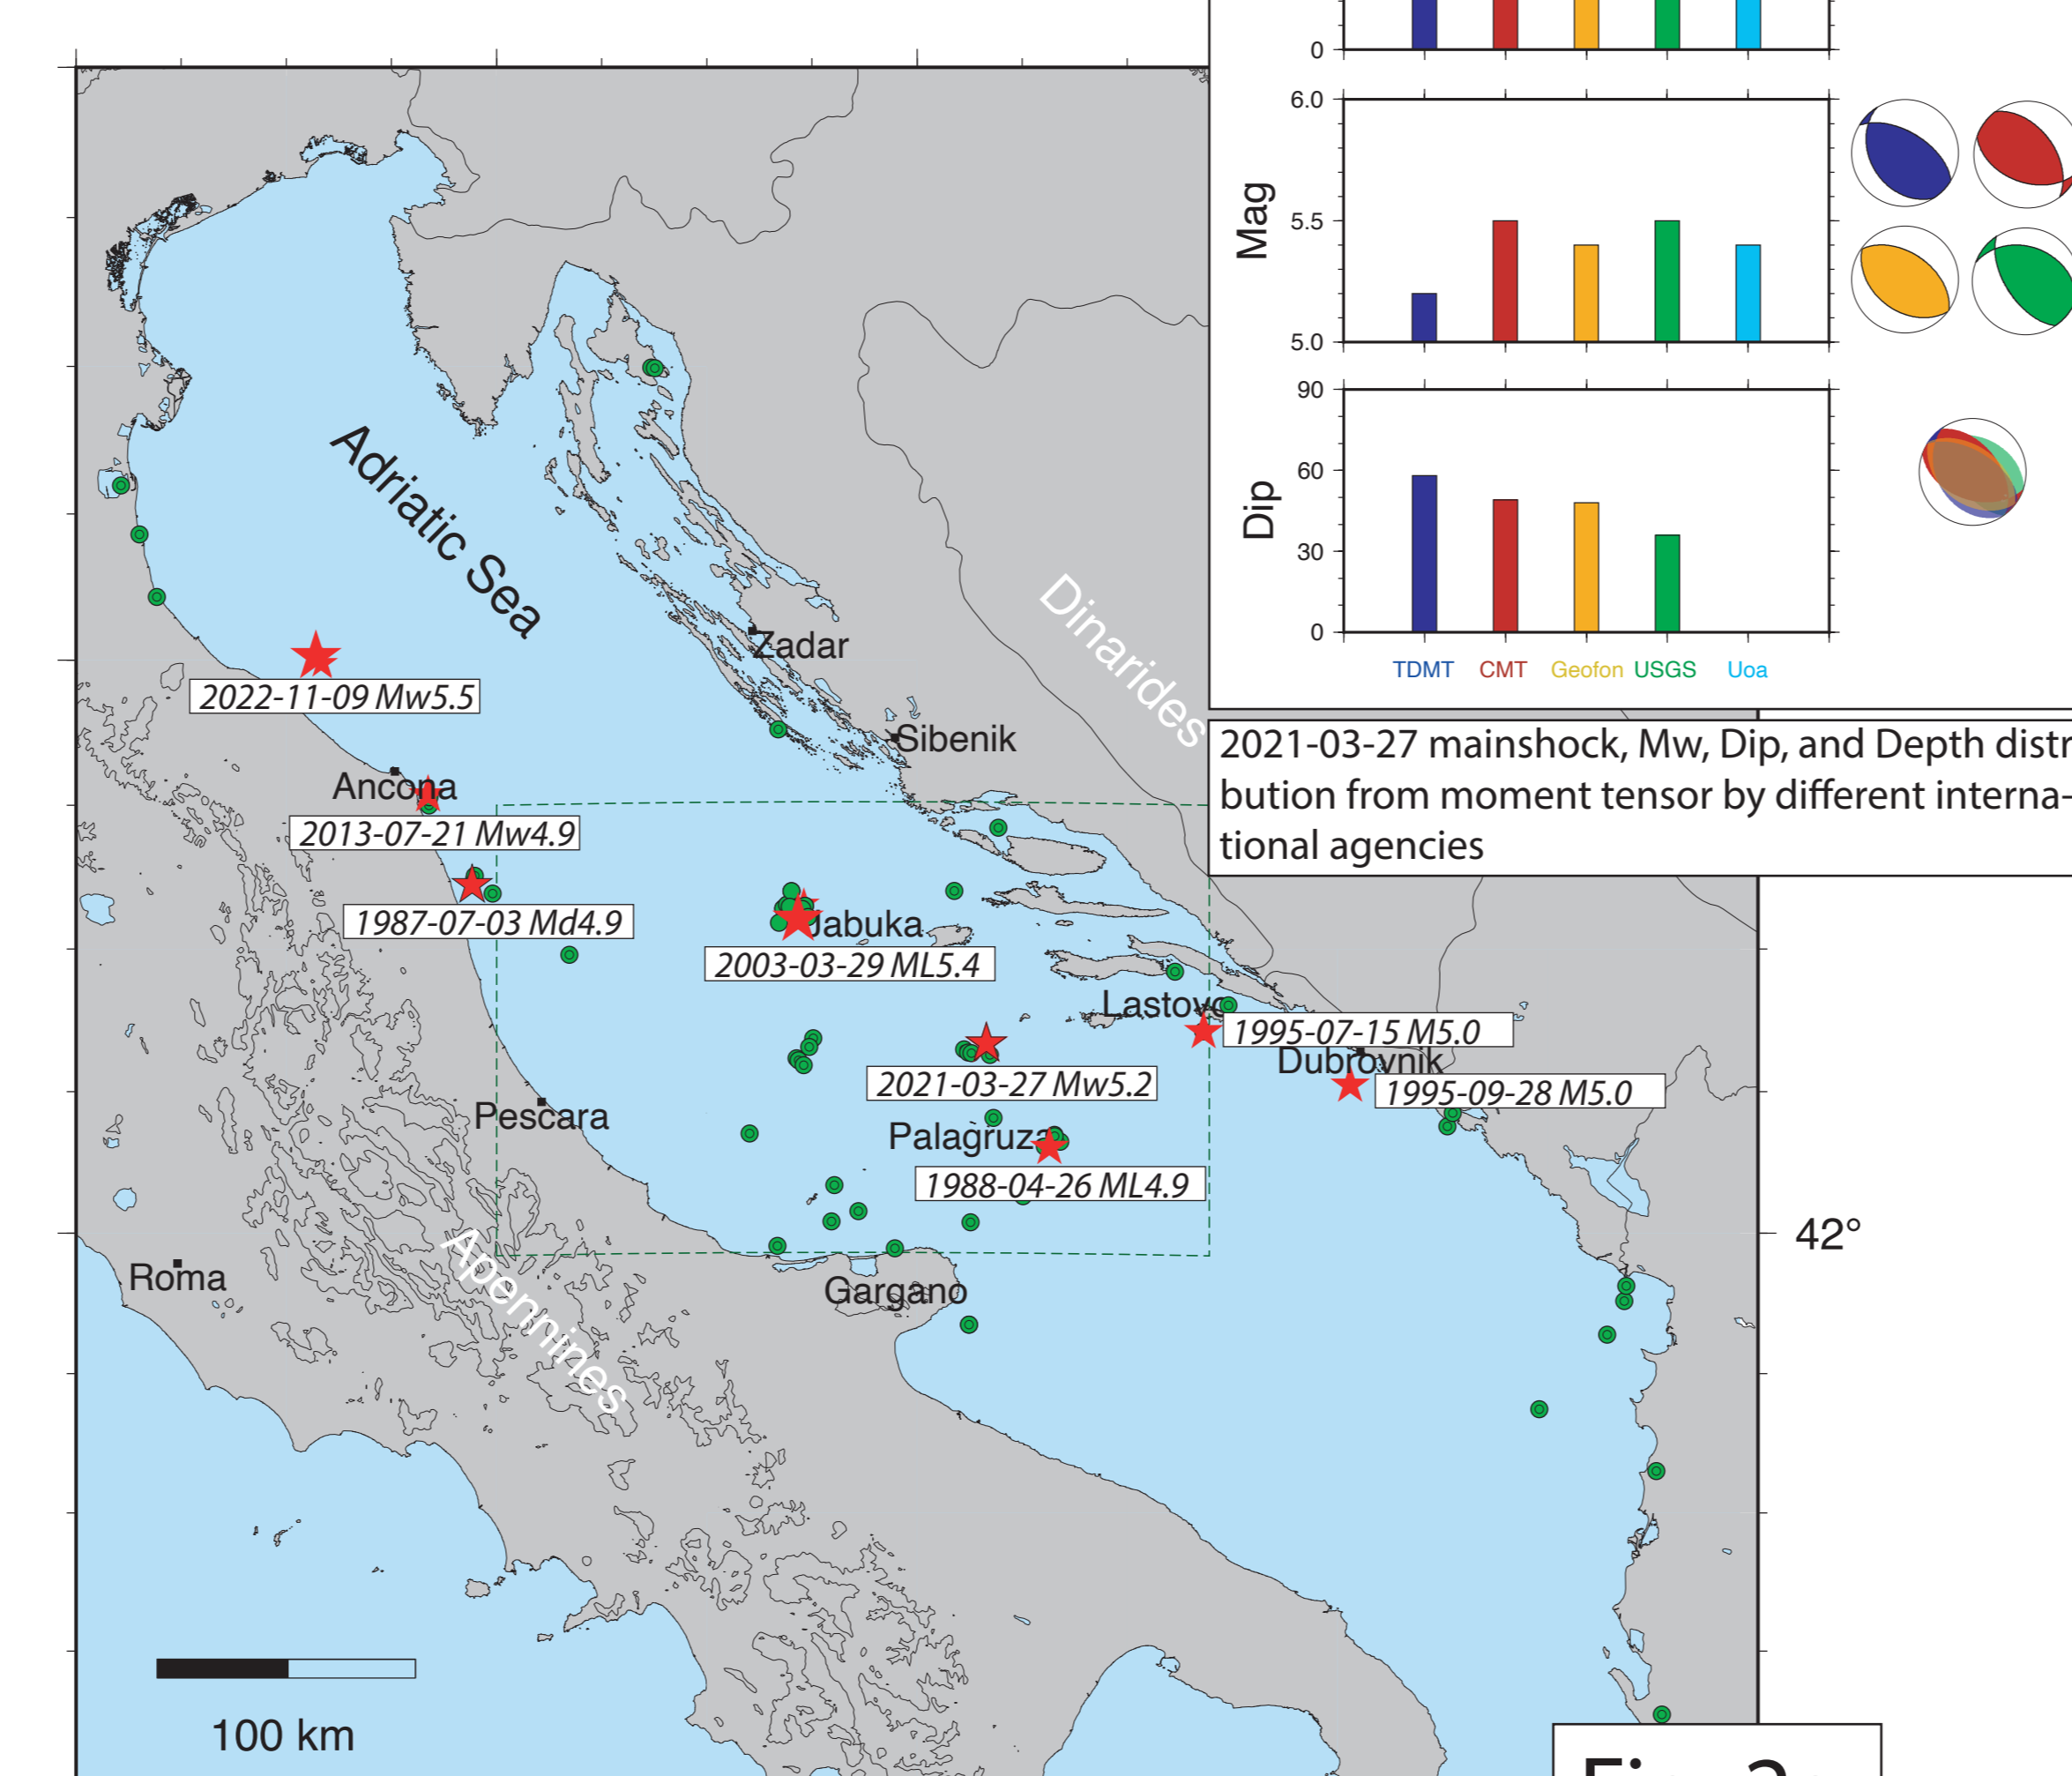 0
6.0
Mag
5.5
5.0
90
60
Dip
30
0
TDMT CMT Geofon USGS Uoa
2021-03-27 mainshock, Mw, Dip, and Depth distr
bution from moment tensor by different interna-
tional agencies
Adriatic Sea
Dinarides
Zadar
2022-11-09 Mw5.5
Sibenik
Ancona
2013-07-21 Mw4.9
1987-07-03 Md4.9
Jabuka
2003-03-29 ML5.4
Lastovo
1995-07-15 M5.0
Dubrovnik
2021-03-27 Mw5.2
1995-09-28 M5.0
Pescara
Palagruza
1988-04-26 ML4.9
42°
Apennines
Roma
Gargano
100 km